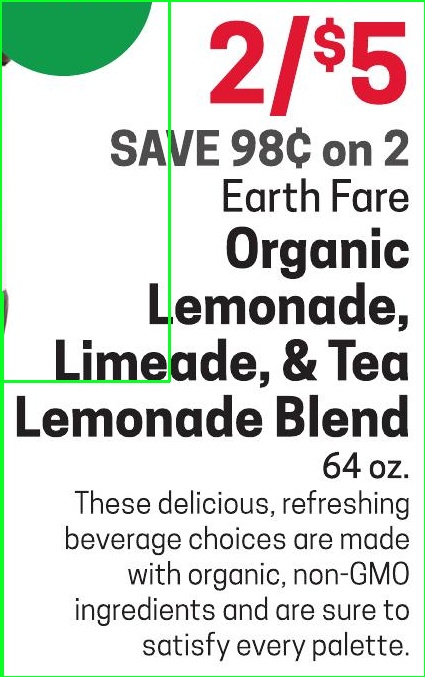 2/$5
SAVE 98¢ on 2
Earth Fare
Organic
Lemonade,
Limeade, & Tea
Lemonade Blend
64 oz.
These delicious, refreshing
beverage choices are made
with organic, non-GMO
ingredients and are sure to
satisfy every palette.